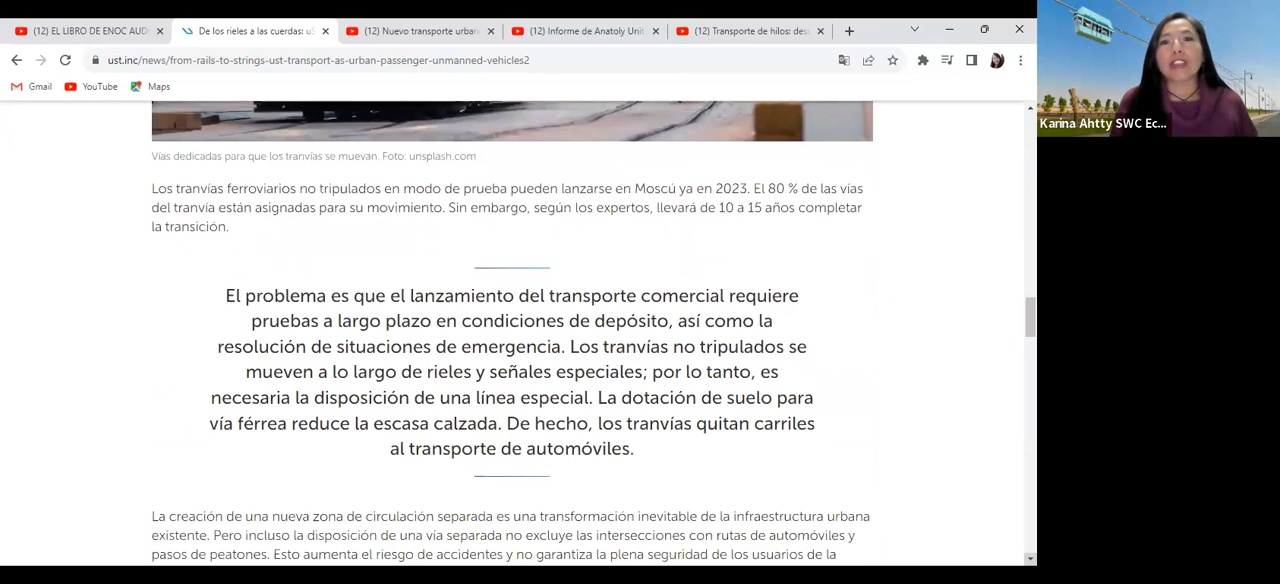 (12) EL LIBRO DE ENOC AUD
De los rieles a las cuerdas: uS
(12) Nuevo transporte urban
(12) Informe de Anatoly Unit
(12) Transporte de hilos: des
ust.inc/news/from-rails-to-strings-ust-transport-as-urban-passenger-unmanned-vehicles2
Gmail
YouTube
Maps
Karina Ahtty SWC Ec...
Vías dedicadas para que los tranvías se muevan. Foto: unsplash.com
Los tranvías ferroviarios no tripulados en modo de prueba pueden lanzarse en Moscú ya en 2023. El 80 % de las vías
del tranvía están asignadas para su movimiento. Sin embargo, según los expertos, llevará de 10 a 15 años completar
la transición.
El problema es que el lanzamiento del transporte comercial requiere
pruebas a largo plazo en condiciones de depósito, así como la
resolución de situaciones de emergencia. Los tranvías no tripulados se
mueven a lo largo de rieles y señales especiales; por lo tanto, es
necesaria la disposición de una línea especial. La dotación de suelo para
vía férrea reduce la escasa calzada. De hecho, los tranvías quitan carriles
al transporte de automóviles.
La creación de una nueva zona de circulación separada es una transformación inevitable de la infraestructura urbana
existente. Pero incluso la disposición de una vía separada no excluye las intersecciones con rutas de automóviles y
pasos de peatones. Esto aumenta el riesgo de accidentes y no garantiza la plena seguridad de los usuarios de la